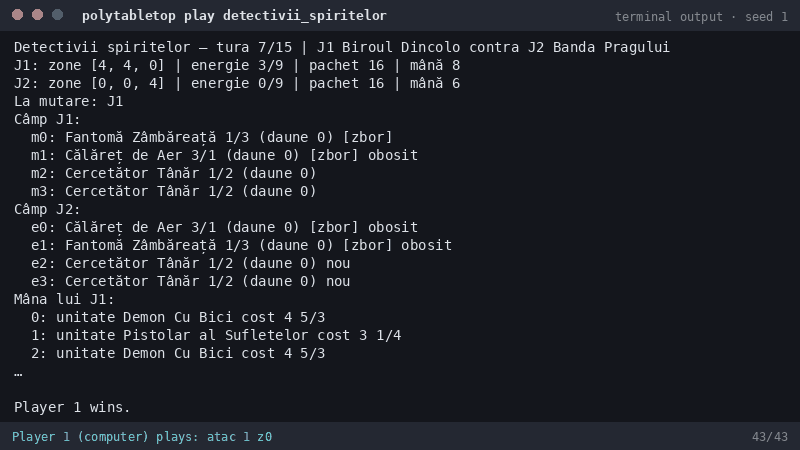 polytabletop play detectivii_spiritelor
terminal output · seed 1
Detectivii spiritelor — tura 7/15 | J1 Biroul Dincolo contra J2 Banda Pragului
J1: zone [4, 4, 0] | energie 3/9 | pachet 16 | mână 8
J2: zone [0, 0, 4] | energie 0/9 | pachet 16 | mână 6
La mutare: J1
Câmp J1:
m0: Fantomă Zâmbăreață 1/3 (daune 0) [zbor]
m1: Călăreț de Aer 3/1 (daune 0) [zbor] obosit
m2: Cercetător Tânăr 1/2 (daune 0)
m3: Cercetător Tânăr 1/2 (daune 0)
Câmp J2:
e0: Călăreț de Aer 3/1 (daune 0) [zbor] obosit
e1: Fantomă Zâmbăreață 1/3 (daune 0) [zbor] obosit
e2: Cercetător Tânăr 1/2 (daune 0) nou
e3: Cercetător Tânăr 1/2 (daune 0) nou
Mâna lui J1:
0: unitate Demon Cu Bici cost 4 5/3
1: unitate Pistolar al Sufletelor cost 3 1/4
2: unitate Demon Cu Bici cost 4 5/3
…
Player 1 wins.
Player 1 (computer) plays: atac 1 z0
43/43